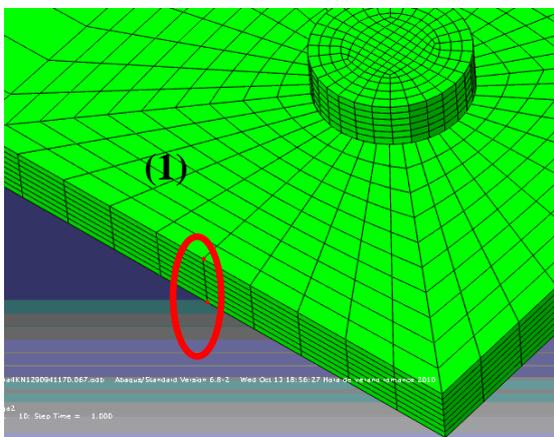 (1)
Abaqus/Standard Version 6.8-2 Wed Oct 13 18:56:27 Hora de verano romance 2010
10: Step Time = 1.000